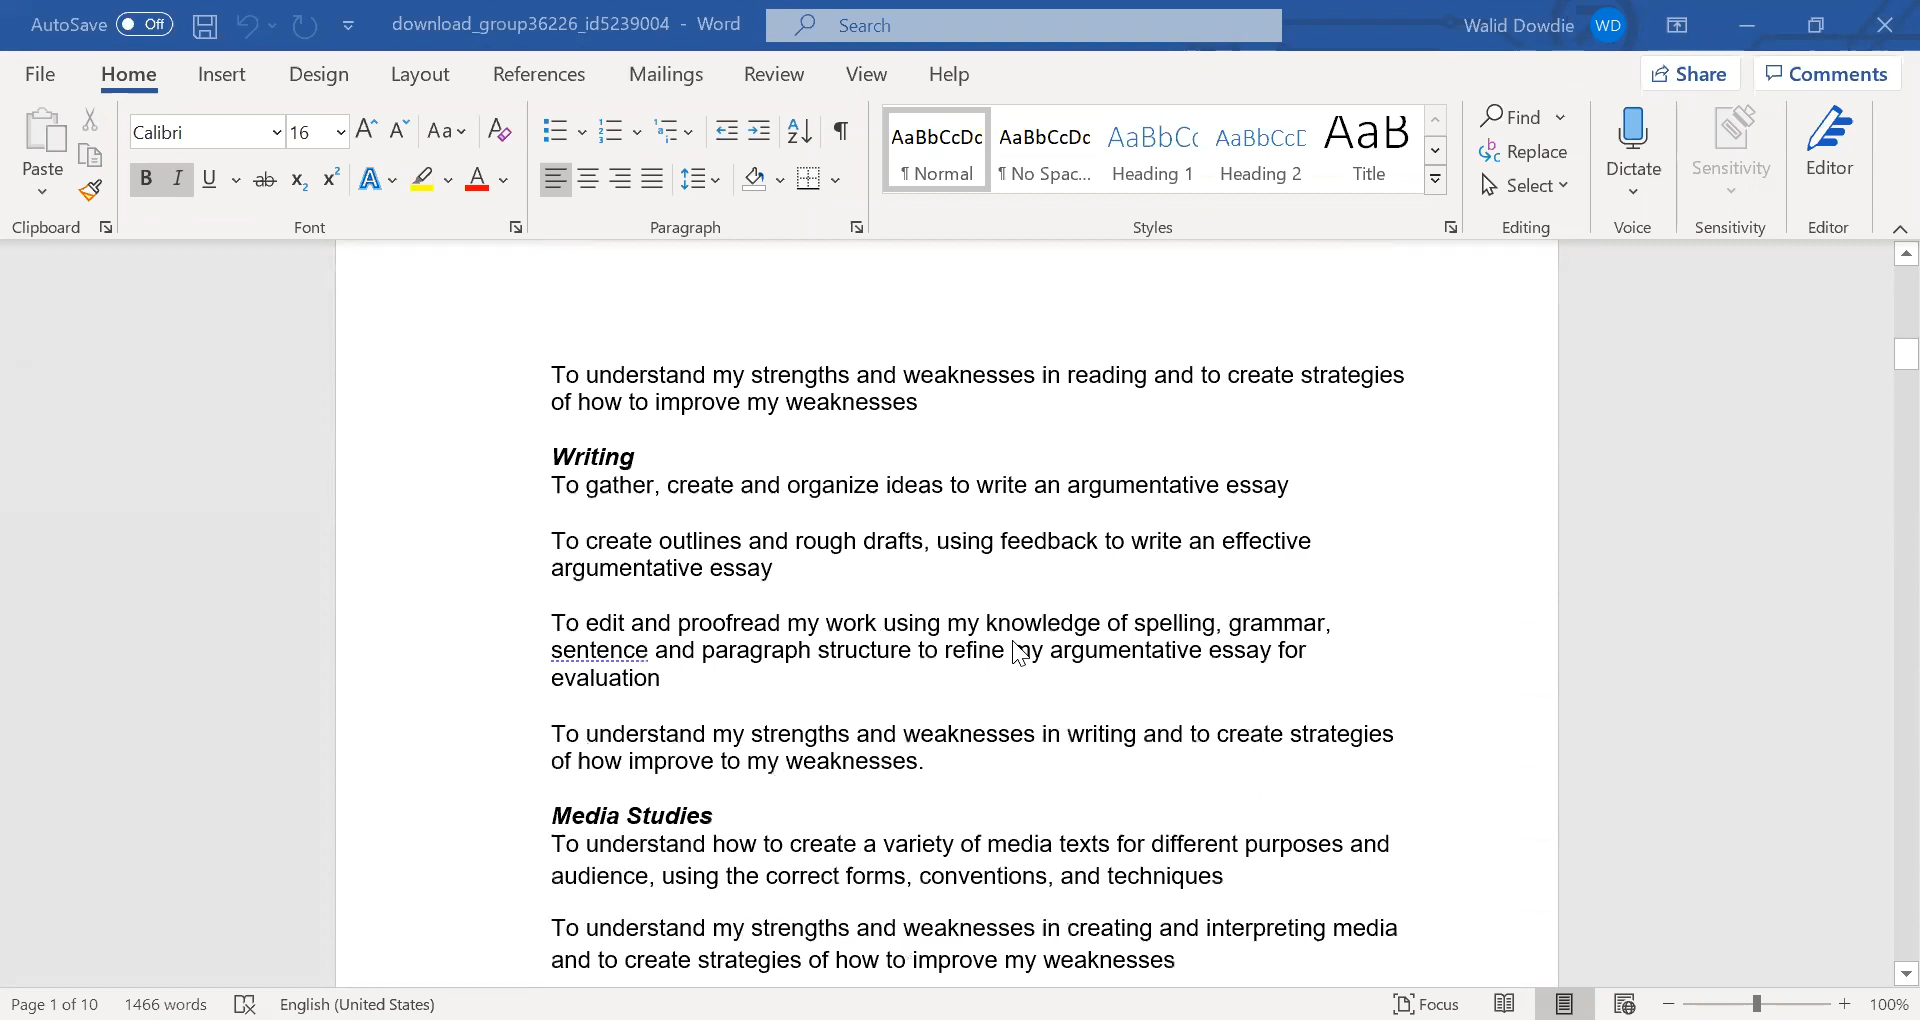 AutoSave Off download_group36226_id5239004 - Word Search Walid Dowdie WD
File Home Insert Design Layout References Mailings Review View Help Share Comments
Paste Calibri 16 Aa AaBbCcDc AaBbCcDc AaBbCc AaBbCcD AaB Find
Replace
¶ Normal ¶ No Spac... Heading 1 Heading 2 Title Select
Dictate Sensitivity Editor
Clipboard Font Paragraph Styles Editing Voice Sensitivity Editor
To understand my strengths and weaknesses in reading and to create strategies
of how to improve my weaknesses
Writing
To gather, create and organize ideas to write an argumentative essay
To create outlines and rough drafts, using feedback to write an effective
argumentative essay
To edit and proofread my work using my knowledge of spelling, grammar,
sentence and paragraph structure to refine my argumentative essay for
evaluation
To understand my strengths and weaknesses in writing and to create strategies
of how improve to my weaknesses.
Media Studies
To understand how to create a variety of media texts for different purposes and
audience, using the correct forms, conventions, and techniques
To understand my strengths and weaknesses in creating and interpreting media
and to create strategies of how to improve my weaknesses
Page 1 of 10 1466 words English (United States) Focus 100%